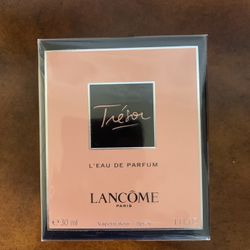 Trésor
L'EAU DE PARFUM
LANCÔME
PARIS
e 30 ml